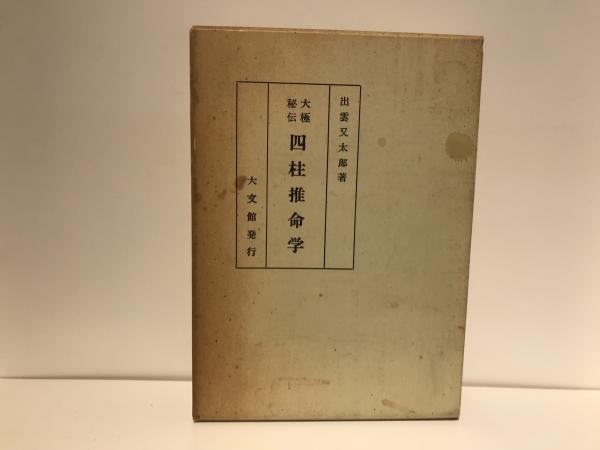 出雲又太郎著
大極
秘伝
四柱推命学
大文館発行